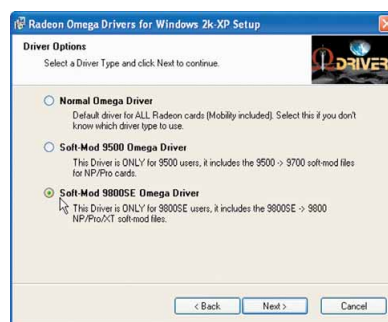 Radeon Omega Drivers for Windows 2k-XP Setup
Driver Options
Select a Driver Type and click Next to continue.
DRIVER
Normal Omega Driver
Default driver for ALL Radeon cards (Mobility included). Select this if you don't
know which driver type to use.
Soft-Mod 9500 Omega Driver
This Driver is ONLY for 9500 users, it includes the 9500 -> 9700 soft-mod files
for NP/Pro cards.
Soft-Mod 9800SE Omega Driver
This Driver is ONLY for 9800SE users, it includes the 9800SE -> 9800
NP/Pro/XT soft-mod files.
< Back
Next >
Cancel